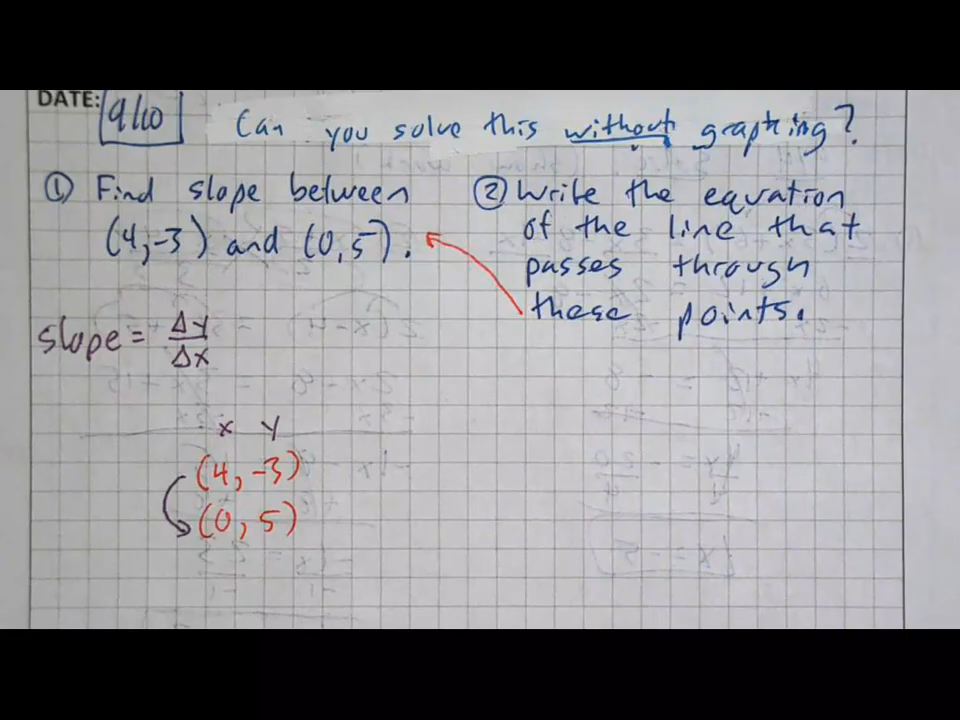 DATE: 9/10
Can you solve this without graphing?
① Find slope between
(4,-3) and (0,5).
② Write the equation
of the line that
passes through
these points.
slope = Δy/Δx
x y
(4, -3)
(0, 5)